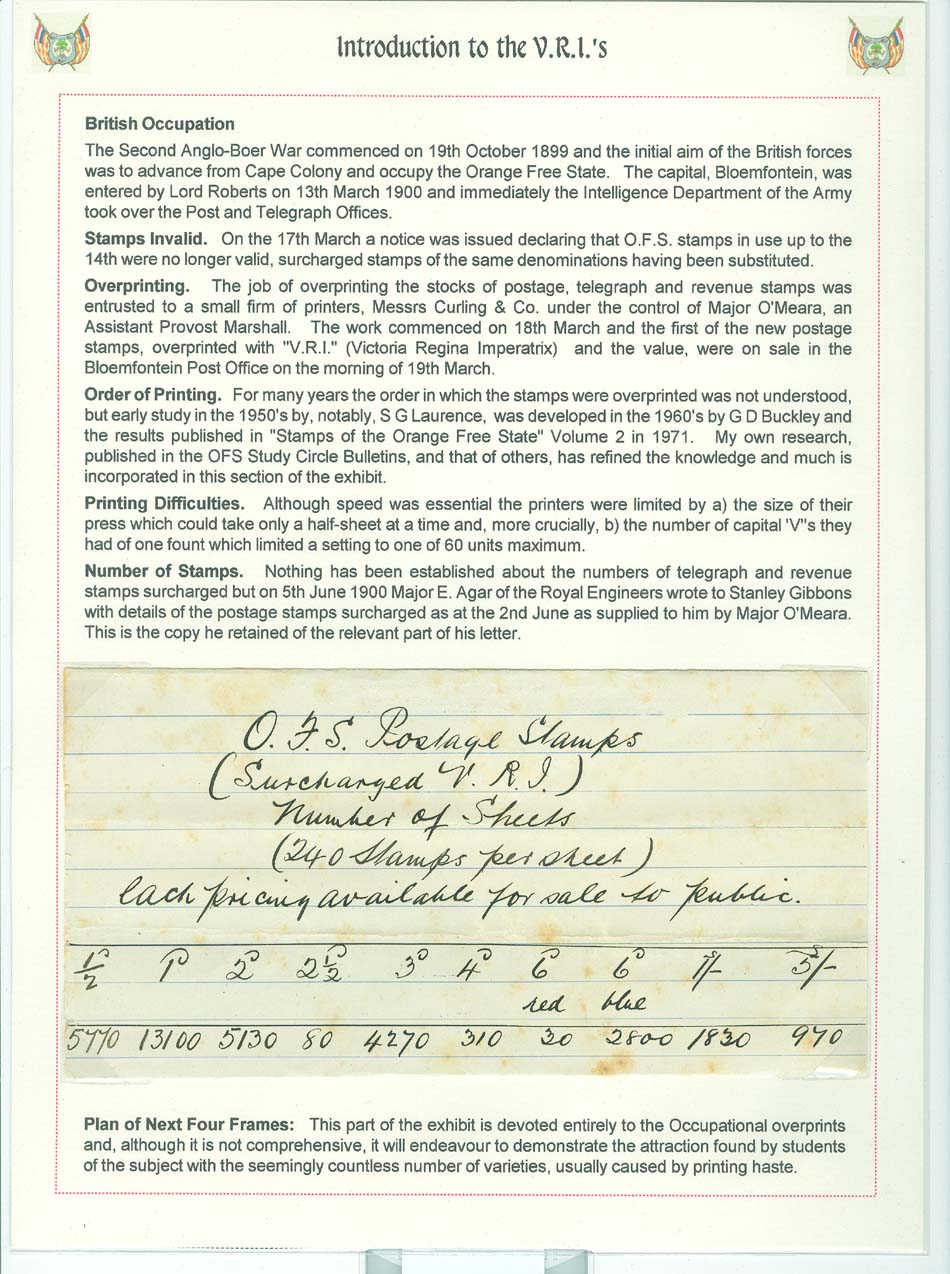 Introduction to the V.R.I.'s
British Occupation
The Second Anglo-Boer War commenced on 19th October 1899 and the initial aim of the British forces
was to advance from Cape Colony and occupy the Orange Free State. The capital, Bloemfontein, was
entered by Lord Roberts on 13th March 1900 and immediately the Intelligence Department of the Army
took over the Post and Telegraph Offices.
Stamps Invalid. On the 17th March a notice was issued declaring that O.F.S. stamps in use up to the
14th were no longer valid, surcharged stamps of the same denominations having been substituted.
Overprinting. The job of overprinting the stocks of postage, telegraph and revenue stamps was
entrusted to a small firm of printers, Messrs Curling & Co. under the control of Major O'Meara, an
Assistant Provost Marshall. The work commenced on 18th March and the first of the new postage
stamps, overprinted with "V.R.I." (Victoria Regina Imperatrix) and the value, were on sale in the
Bloemfontein Post Office on the morning of 19th March.
Order of Printing. For many years the order in which the stamps were overprinted was not understood,
but early study in the 1950's by, notably, S G Laurence, was developed in the 1960's by G D Buckley and
the results published in "Stamps of the Orange Free State" Volume 2 in 1971. My own research,
published in the OFS Study Circle Bulletins, and that of others, has refined the knowledge and much is
incorporated in this section of the exhibit.
Printing Difficulties. Although speed was essential the printers were limited by a) the size of their
press which could take only a half-sheet at a time and, more crucially, b) the number of capital 'V"s they
had of one fount which limited a setting to one of 60 units maximum.
Number of Stamps. Nothing has been established about the numbers of telegraph and revenue
stamps surcharged but on 5th June 1900 Major E. Agar of the Royal Engineers wrote to Stanley Gibbons
with details of the postage stamps surcharged as at the 2nd June as supplied to him by Major O'Meara.
This is the copy he retained of the relevant part of his letter.
O. F. S. Postage Stamps
(Surcharged V. R. I.)
Number of Sheets
(240 Stamps per sheet)
Each pricing available for sale to public.
½ᵖ 1ᵖ 2ᵖ 2½ᵖ 3ᵖ 4ᵖ 6ᵖ 6ᵖ 1/- 5/-
red blue
5770 13100 5130 80 4270 310 30 2800 1830 970
Plan of Next Four Frames: This part of the exhibit is devoted entirely to the Occupational overprints
and, although it is not comprehensive, it will endeavour to demonstrate the attraction found by students
of the subject with the seemingly countless number of varieties, usually caused by printing haste.